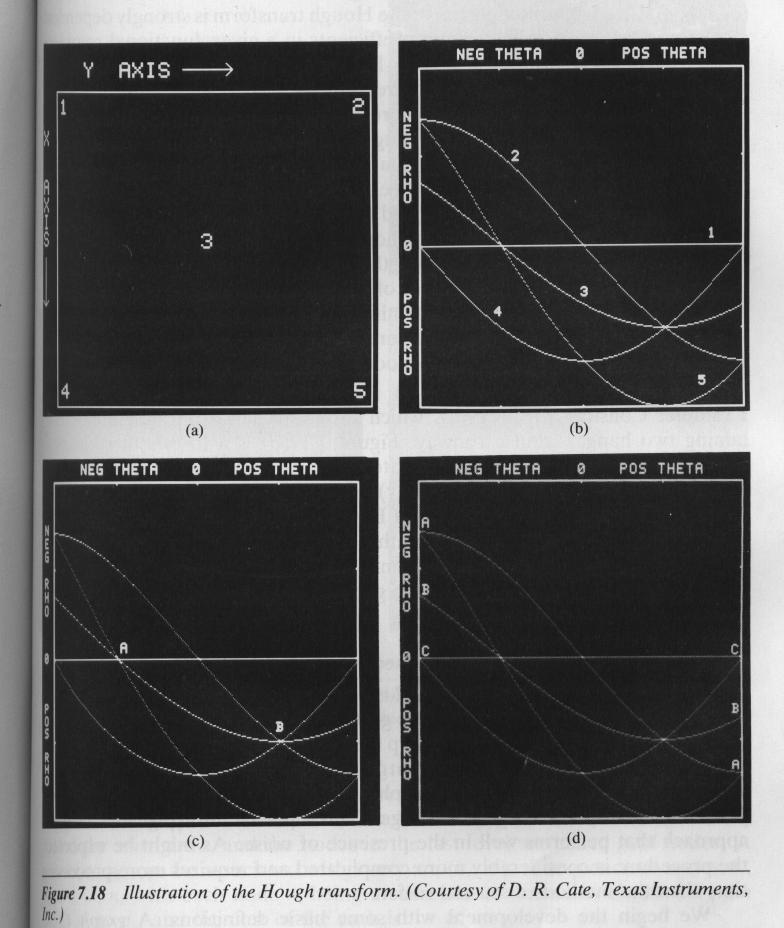 Y AXIS
1
2
X AXIS
3
4
5
(a)
NEG THETA 0 POS THETA
NEG RHO
2
1
0
3
4
POS RHO
5
(b)
NEG THETA 0 POS THETA
NEG RHO
A
0
B
POS RHO
(c)
NEG THETA 0 POS THETA
A
NEG RHO
B
0
C
C
B
POS RHO
A
(d)
Figure 7.18 Illustration of the Hough transform. (Courtesy of D. R. Cate, Texas Instruments,
Inc.)